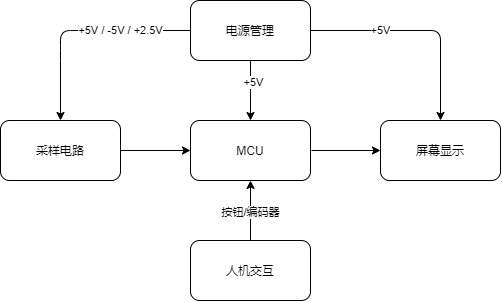 电源管理
+5V / -5V / +2.5V
+5V
+5V
采样电路
MCU
屏幕显示
按钮/编码器
人机交互